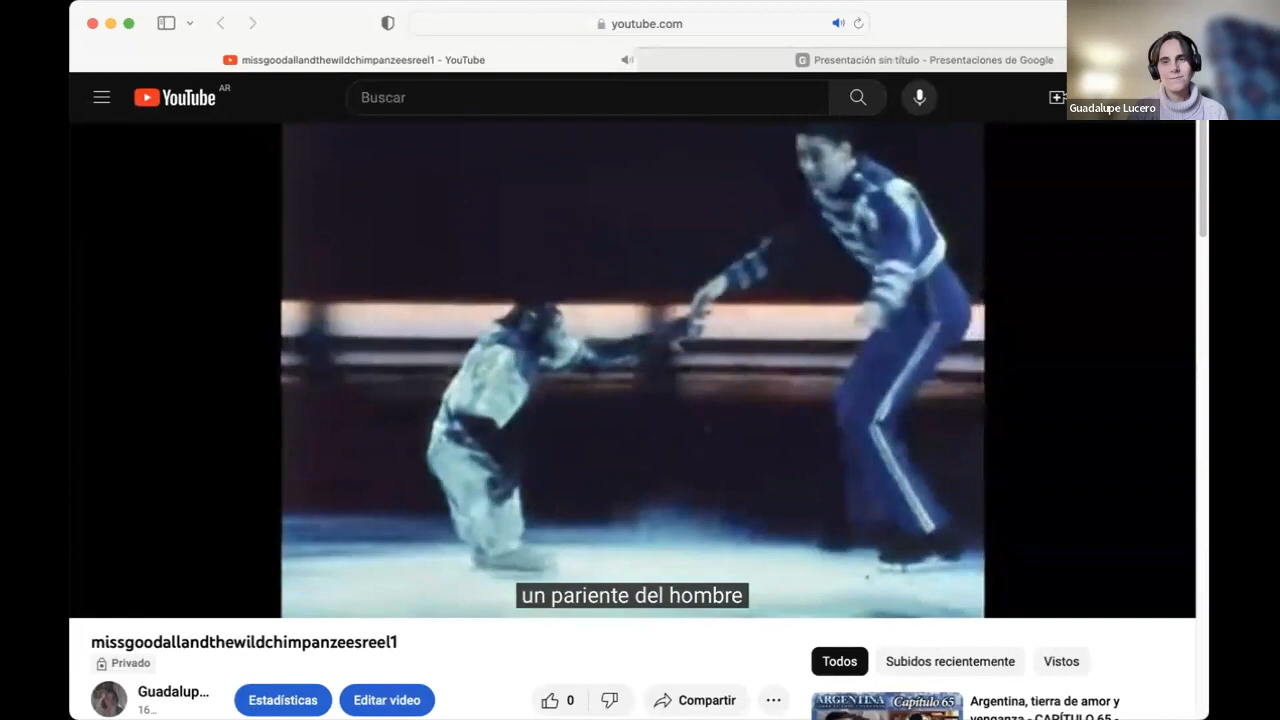 youtube.com
missgoodallandthewildchimpanzeesreel1 - YouTube
Presentación sin título - Presentaciones de Google
Guadalupe Lucero
YouTube AR
Buscar
un pariente del hombre
missgoodallandthewildchimpanzeesreel1
Privado
Guadalup...
16...
Estadísticas
Editar video
0
Compartir
Todos
Subidos recientemente
Vistos
ARGENTINA
Capítulo 65
Argentina, tierra de amor y
venganza - CAPÍTULO 65 -